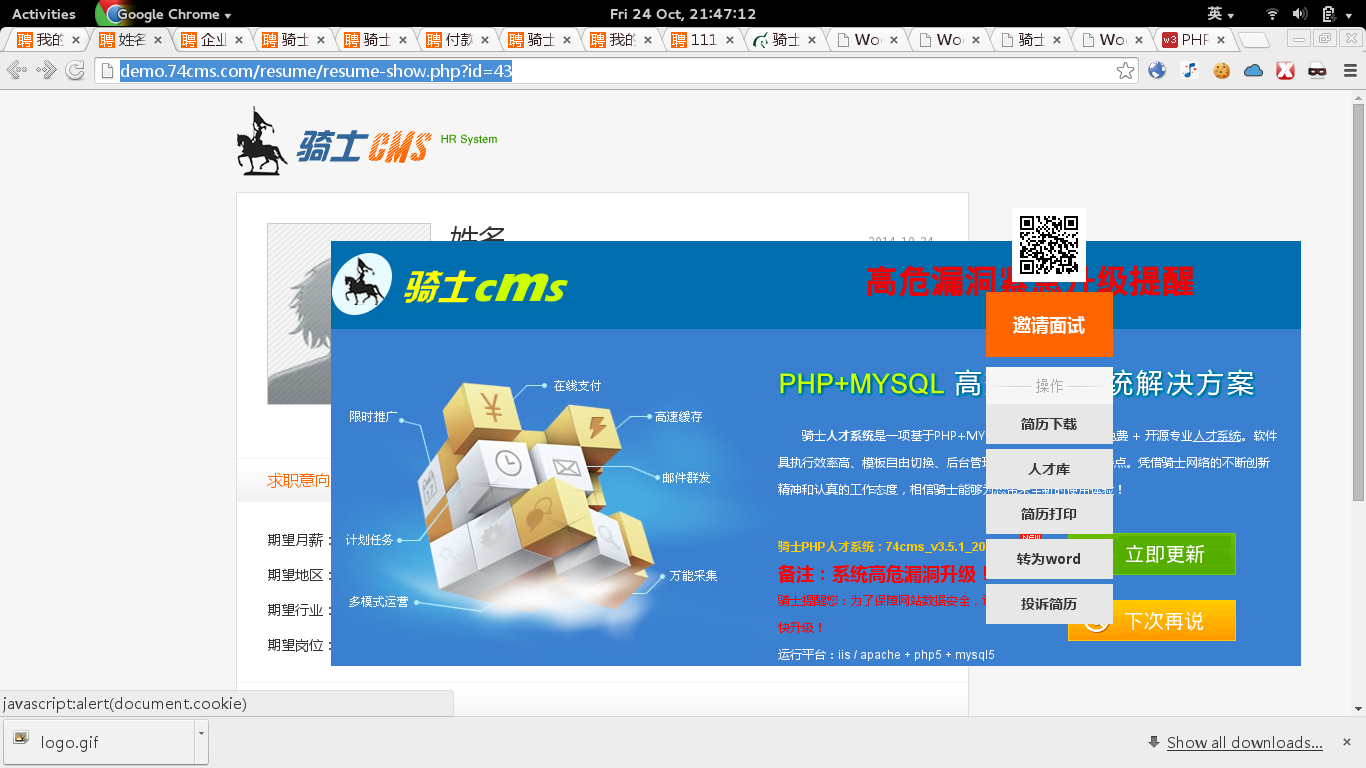 Activities
Google Chrome
Fri 24 Oct, 21:47:12
英
我的
姓名
企业
骑士
骑士
付款
骑士
我的
111
骑士
Woo
Woo
骑士
Woo
PHP
demo.74cms.com/resume/resume-show.php?id=43
骑士CMS HR System
姓名
2014-10-24
骑士cms
高危漏洞紧急升级提醒
邀请面试
在线支付
限时推广
高速缓存
邮件群发
计划任务
万能采集
多模式运营
PHP+MYSQL 高
统解决方案
操作
骑士人才系统是一项基于PHP+MY
免费 + 开源专业人才系统。软件
具执行效率高、模板自由切换、后台管
点。凭借骑士网络的不断创新
精神和认真的工作态度，相信骑士能够
简历下载
人才库
简历打印
NEW
转为word
投诉简历
求职意向
期望月薪：
期望地区：
期望行业：
期望岗位：
骑士PHP人才系统：74cms_v3.5.1_20
备注：系统高危漏洞升级！
骑士提醒您：为了保障网站数据安全，
快升级！
运行平台：iis / apache + php5 + mysql5
立即更新
下次再说
javascript:alert(document.cookie)
logo.gif
Show all downloads...